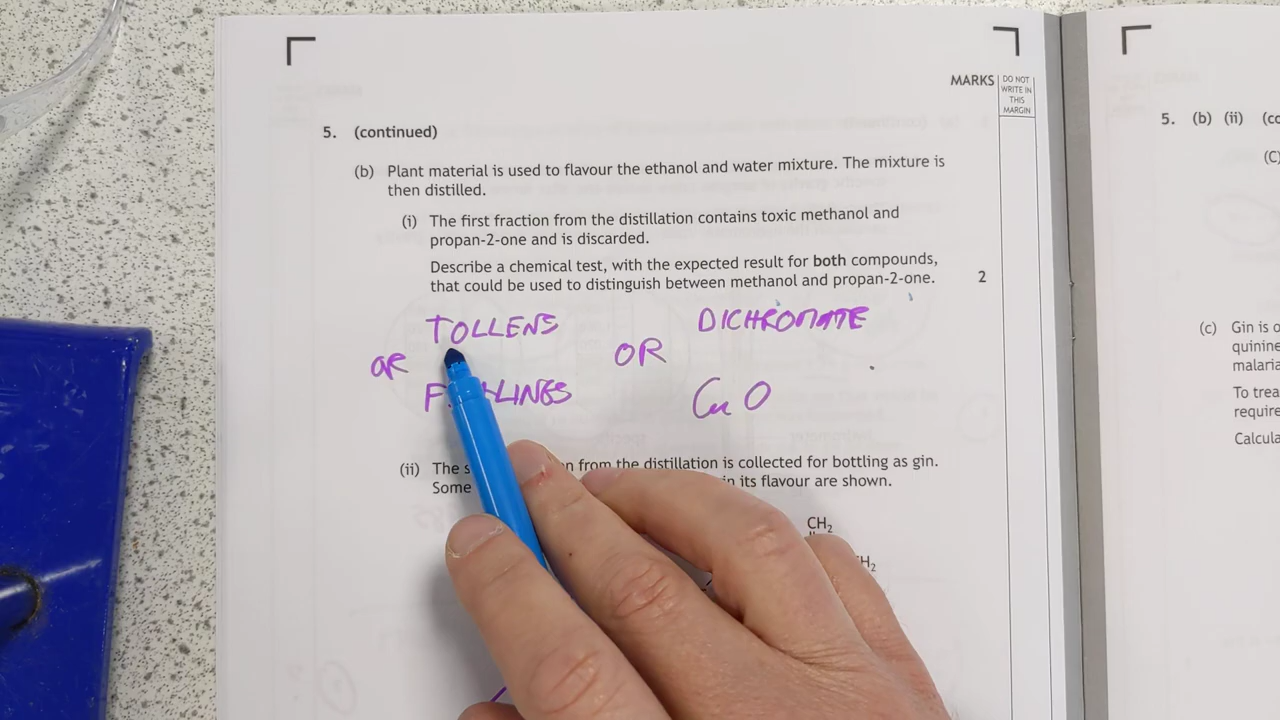 MARKS
DO NOT
WRITE IN
THIS
MARGIN
5. (continued)
(b) Plant material is used to flavour the ethanol and water mixture. The mixture is
then distilled.
(i) The first fraction from the distillation contains toxic methanol and
propan-2-one and is discarded.
Describe a chemical test, with the expected result for both compounds,
that could be used to distinguish between methanol and propan-2-one. 2
TOLLENS
DICHROMATE
OR
OR
CuO
(ii) The s from the distillation is collected for bottling as gin.
Some in its flavour are shown.
CH2
H2
5. (b) (ii)
(C)
(c) Gin is
quinine
malaria
To trea
require
Calcula